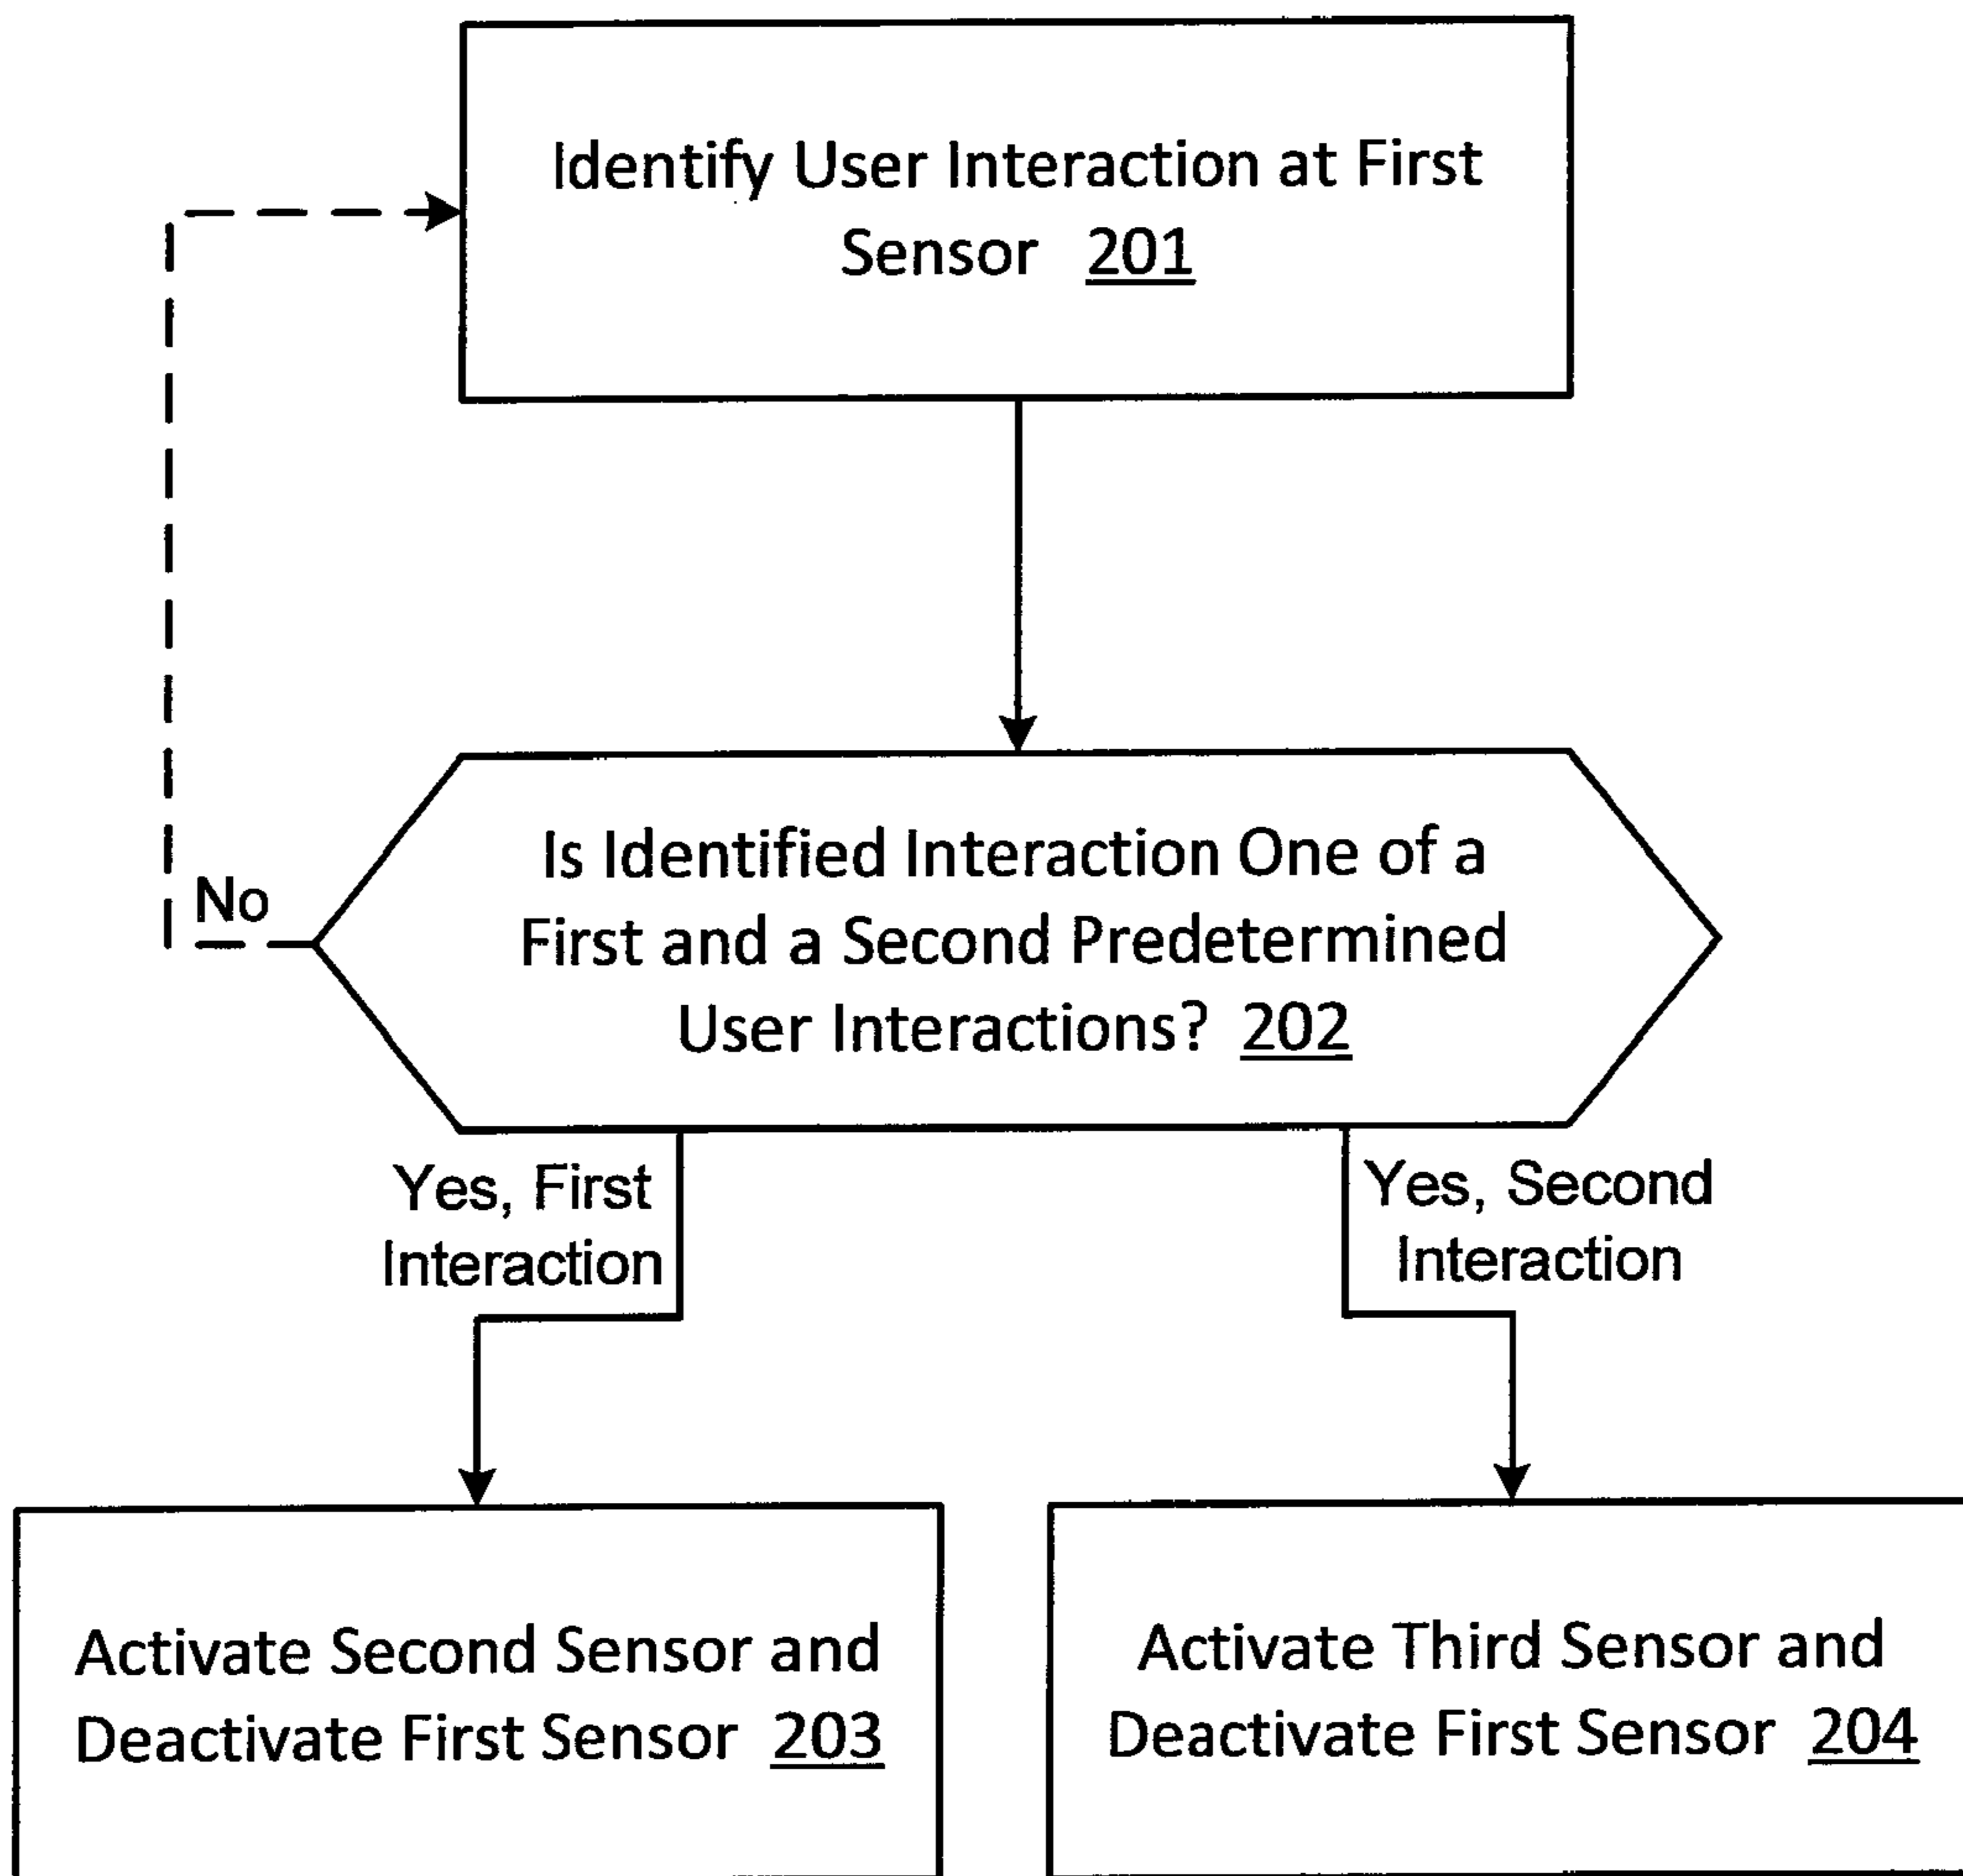 Identify User Interaction at First
Sensor 201
Is Identified Interaction One of a
First and a Second Predetermined
User Interactions? 202
No
Yes, First
Interaction
Yes, Second
Interaction
Activate Second Sensor and
Deactivate First Sensor 203
Activate Third Sensor and
Deactivate First Sensor 204